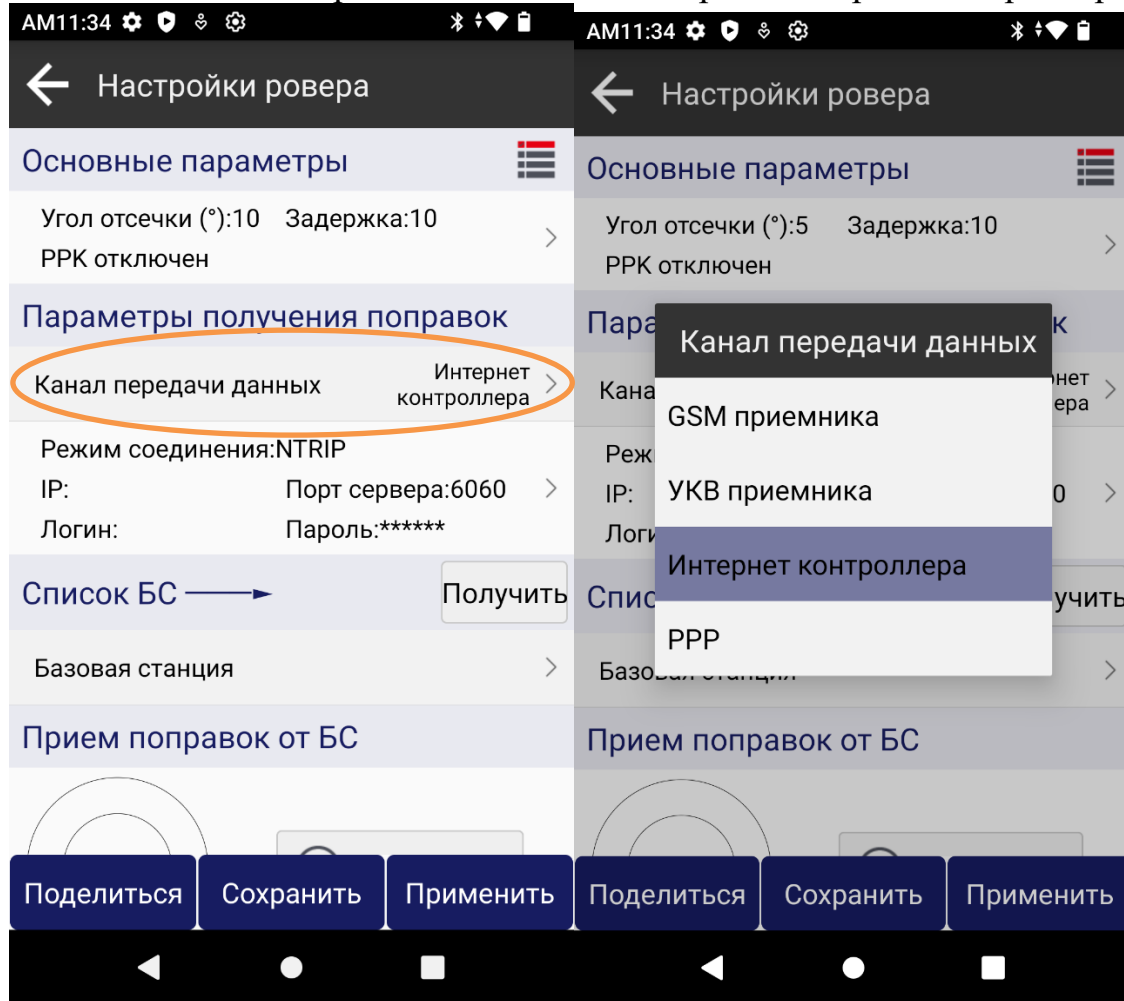 AM11:34
Настройки ровера
Основные параметры
Угол отсечки (°):10 Задержка:10
PPK отключен
Параметры получения поправок
Канал передачи данных
Интернет
контроллера
Режим соединения:NTRIP
IP: Порт сервера:6060
Логин: Пароль:******
Список БС
Получить
Базовая станция
Прием поправок от БС
Поделиться Сохранить Применить
AM11:34
Настройки ровера
Основные параметры
Угол отсечки (°):5 Задержка:10
PPK отключен
Канал передачи данных
GSM приемника
УКВ приемника
Интернет контроллера
PPP
IP:
Прием поправок от БС
Поделиться Сохранить Применить